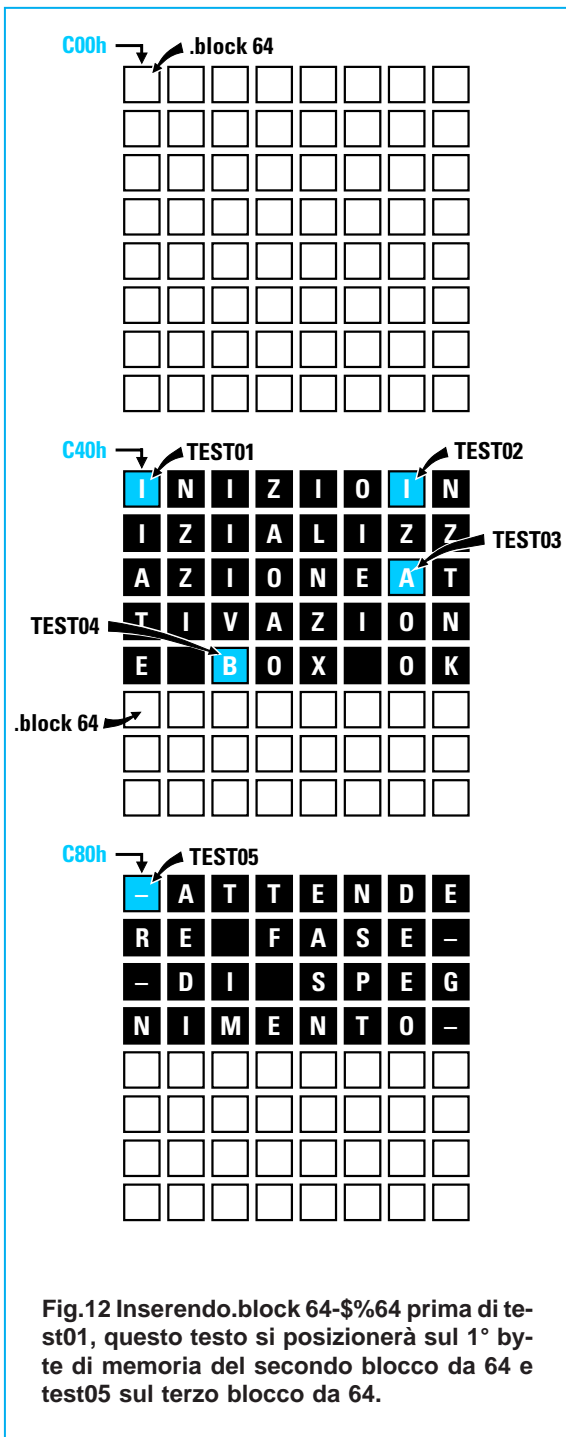 C00h .block 64
C40h TEST01 TEST02
I N I Z I O I N
I Z I A L I Z Z
TEST03
A Z I O N E A T
TEST04
T I V A Z I O N
E B O X O K
.block 64
C80h TEST05
– A T T E N D E
R E F A S E –
– D I S P E G
N I M E N T O –
Fig.12 Inserendo.block 64-$%64 prima di te-
st01, questo testo si posizionerà sul 1° by-
te di memoria del secondo blocco da 64 e
test05 sul terzo blocco da 64.